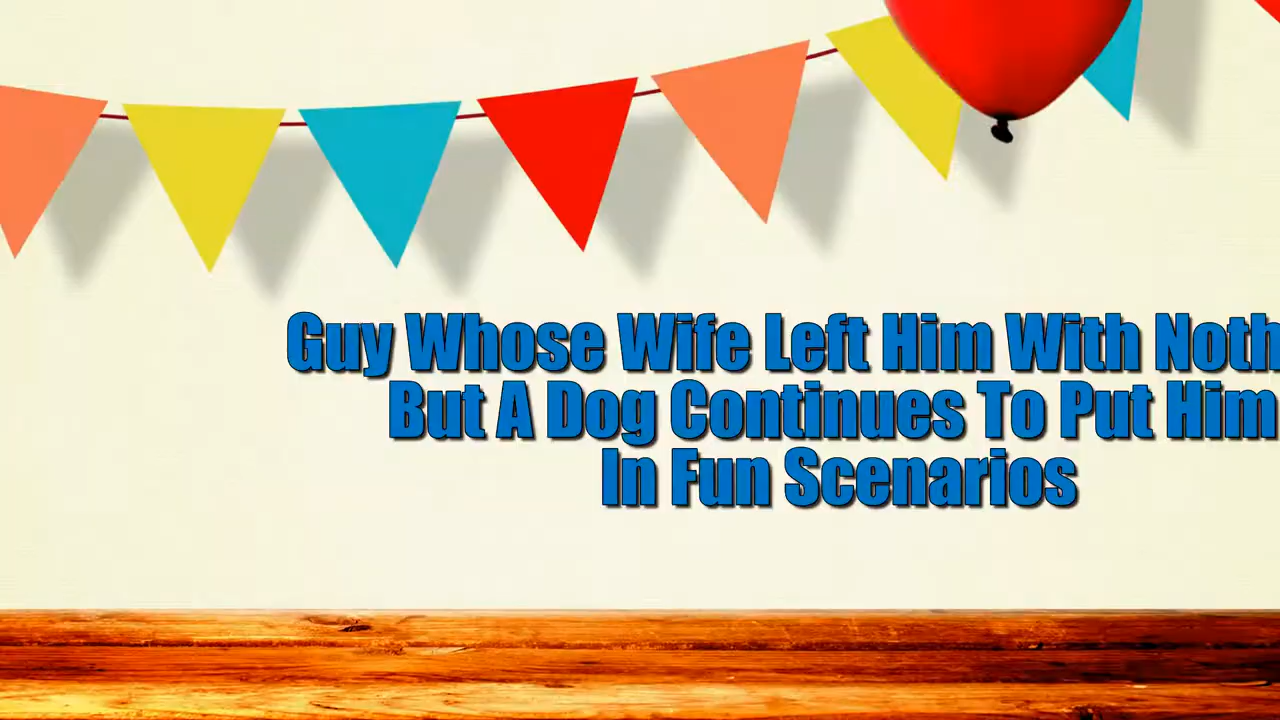 Guy Whose Wife Left Him With Noth
But A Dog Continues To Put Him
In Fun Scenarios